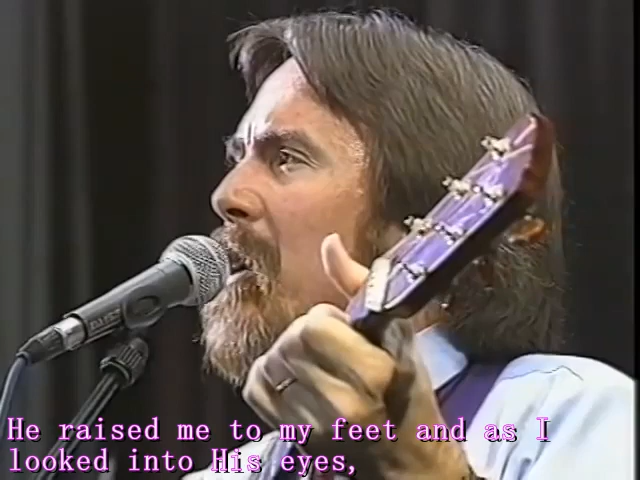 He raised me to my feet and as I
looked into His eyes,